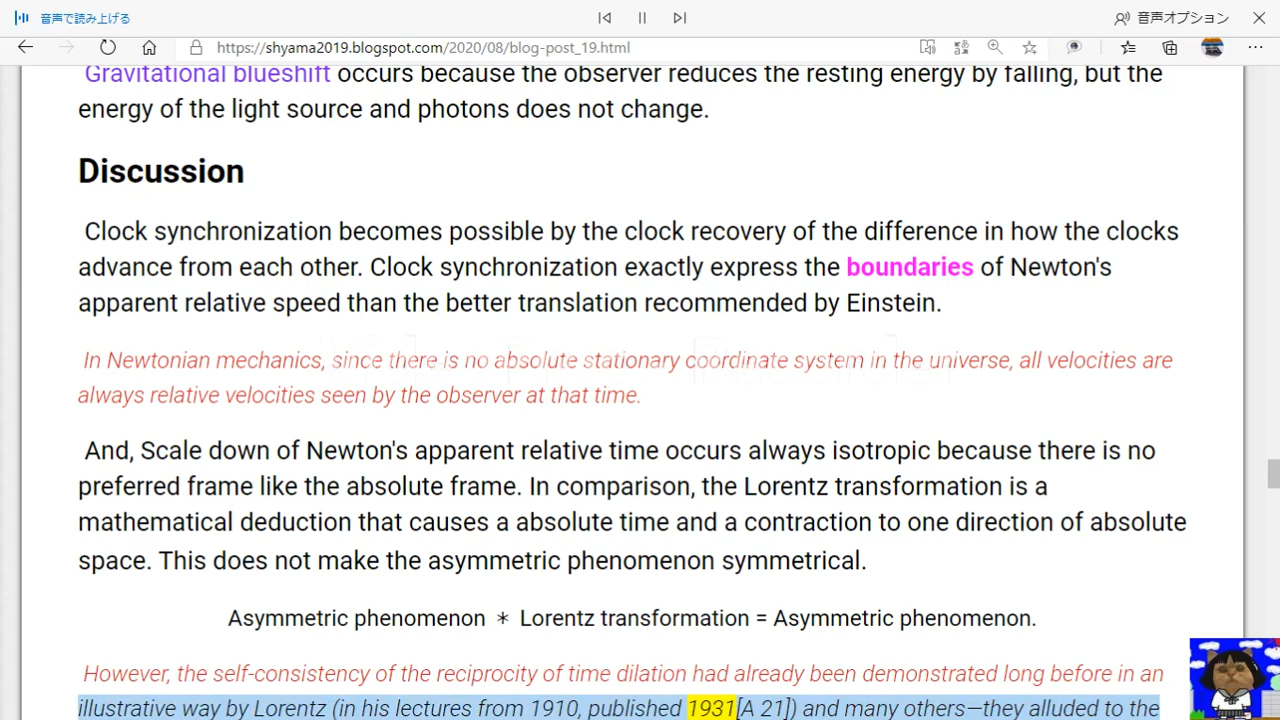 音声で読み上げる
音声オプション
https://shyama2019.blogspot.com/2020/08/blog-post_19.html
Gravitational blueshift occurs because the observer reduces the resting energy by falling, but the
energy of the light source and photons does not change.
Discussion
Clock synchronization becomes possible by the clock recovery of the difference in how the clocks
advance from each other. Clock synchronization exactly express the boundaries of Newton's
apparent relative speed than the better translation recommended by Einstein.
In Newtonian mechanics, since there is no absolute stationary coordinate system in the universe, all velocities are
always relative velocities seen by the observer at that time.
And, Scale down of Newton's apparent relative time occurs always isotropic because there is no
preferred frame like the absolute frame. In comparison, the Lorentz transformation is a
mathematical deduction that causes a absolute time and a contraction to one direction of absolute
space. This does not make the asymmetric phenomenon symmetrical.
Asymmetric phenomenon ∗ Lorentz transformation = Asymmetric phenomenon.
However, the self-consistency of the reciprocity of time dilation had already been demonstrated long before in an
illustrative way by Lorentz (in his lectures from 1910, published 1931[A 21]) and many others—they alluded to the